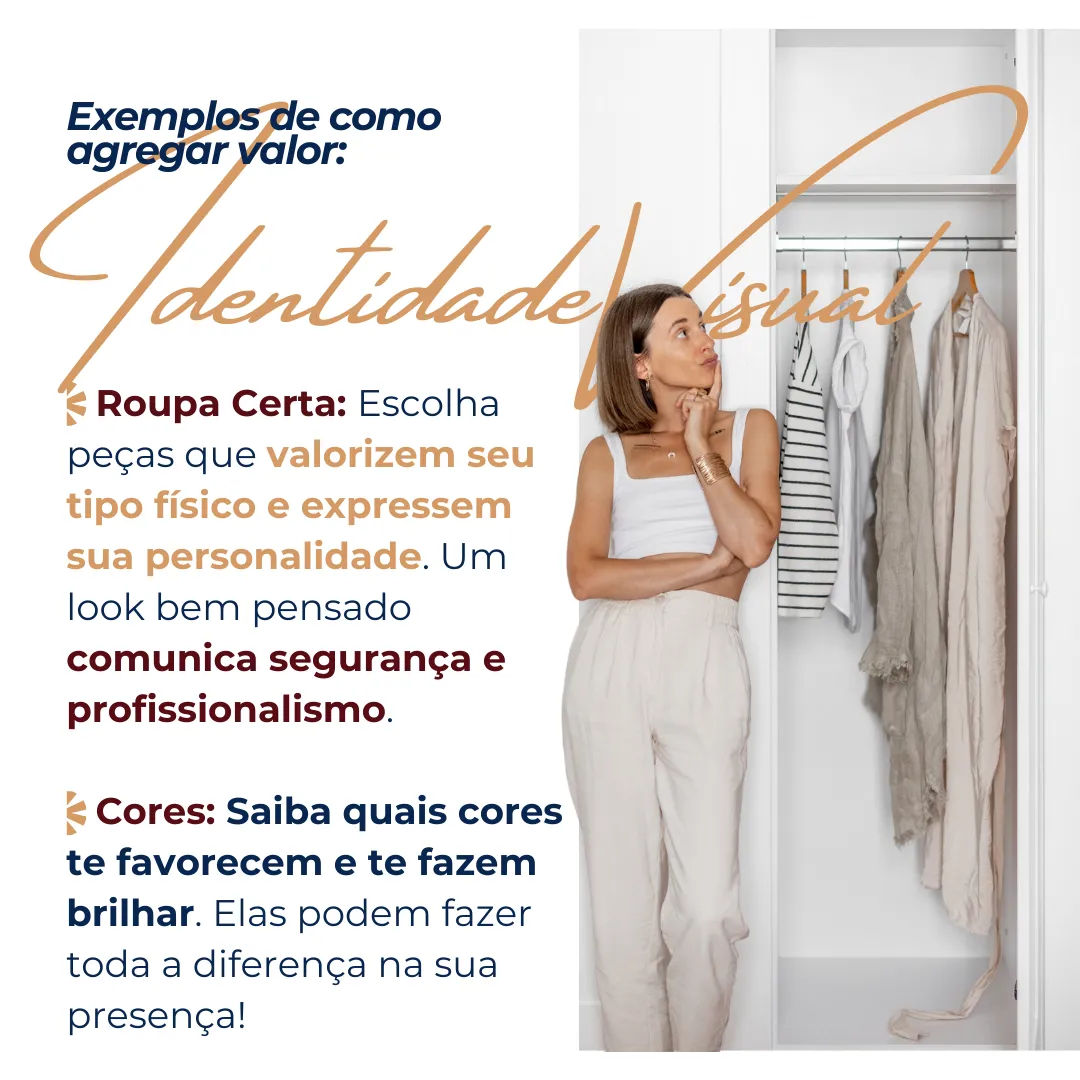 Exemplos de como
agregar valor:
Identidade Visual
Roupa Certa: Escolha
peças que valorizem seu
tipo físico e expressem
sua personalidade. Um
look bem pensado
comunica segurança e
profissionalismo.
Cores: Saiba quais cores
te favorecem e te fazem
brilhar. Elas podem fazer
toda a diferença na sua
presença!